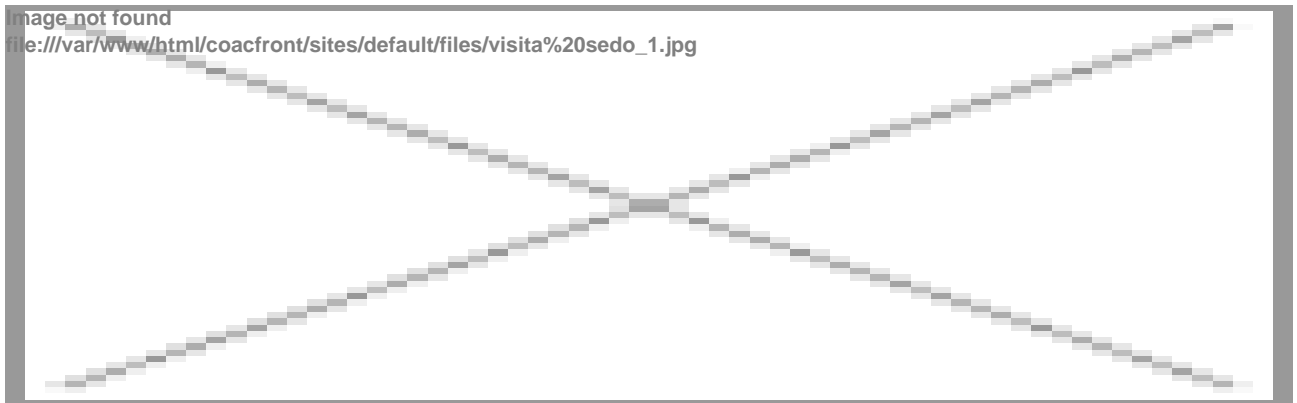 Image not found
file:///var/www/html/coacfront/sites/default/files/visita%20sedo_1.jpg